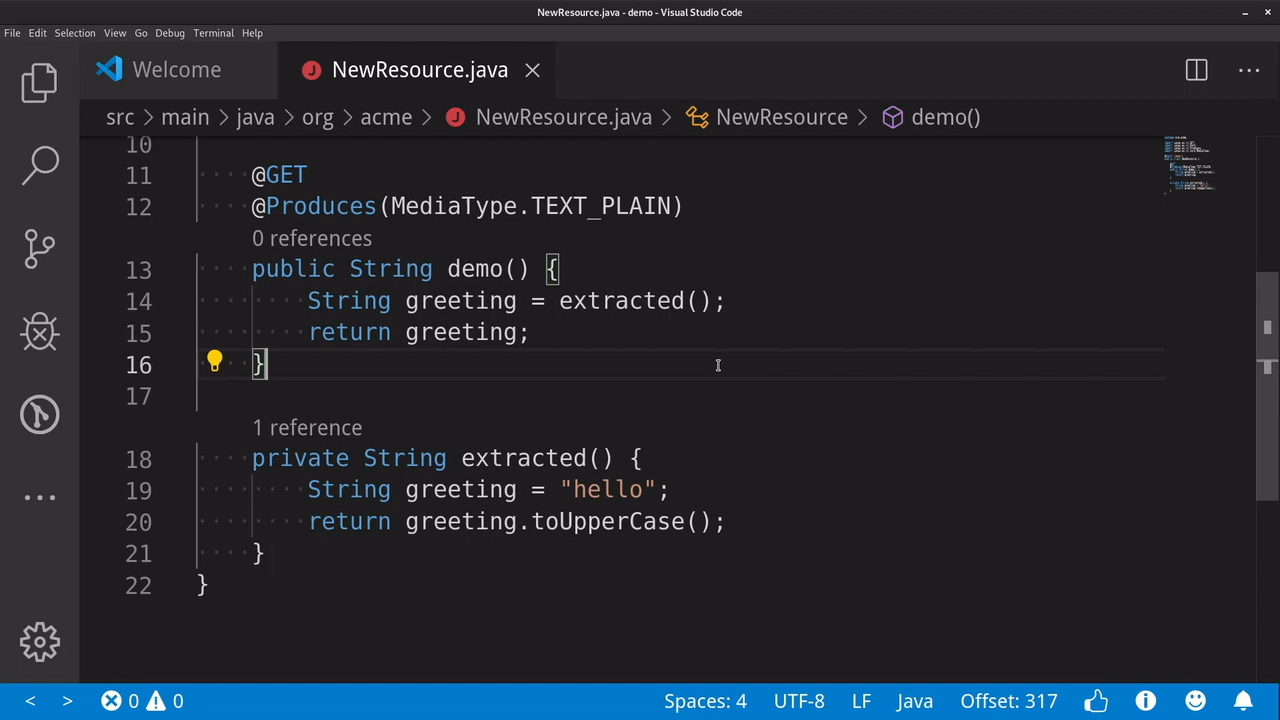 NewResource.java - demo - Visual Studio Code
File Edit Selection View Go Debug Terminal Help
Welcome NewResource.java
src > main > java > org > acme > NewResource.java > NewResource > demo()
10
11 @GET
12 @Produces(MediaType.TEXT_PLAIN)
0 references
13 public String demo() {
14 String greeting = extracted();
15 return greeting;
16 }
17
1 reference
18 private String extracted() {
19 String greeting = "hello";
20 return greeting.toUpperCase();
21 }
22 }
0 0 Spaces: 4 UTF-8 LF Java Offset: 317